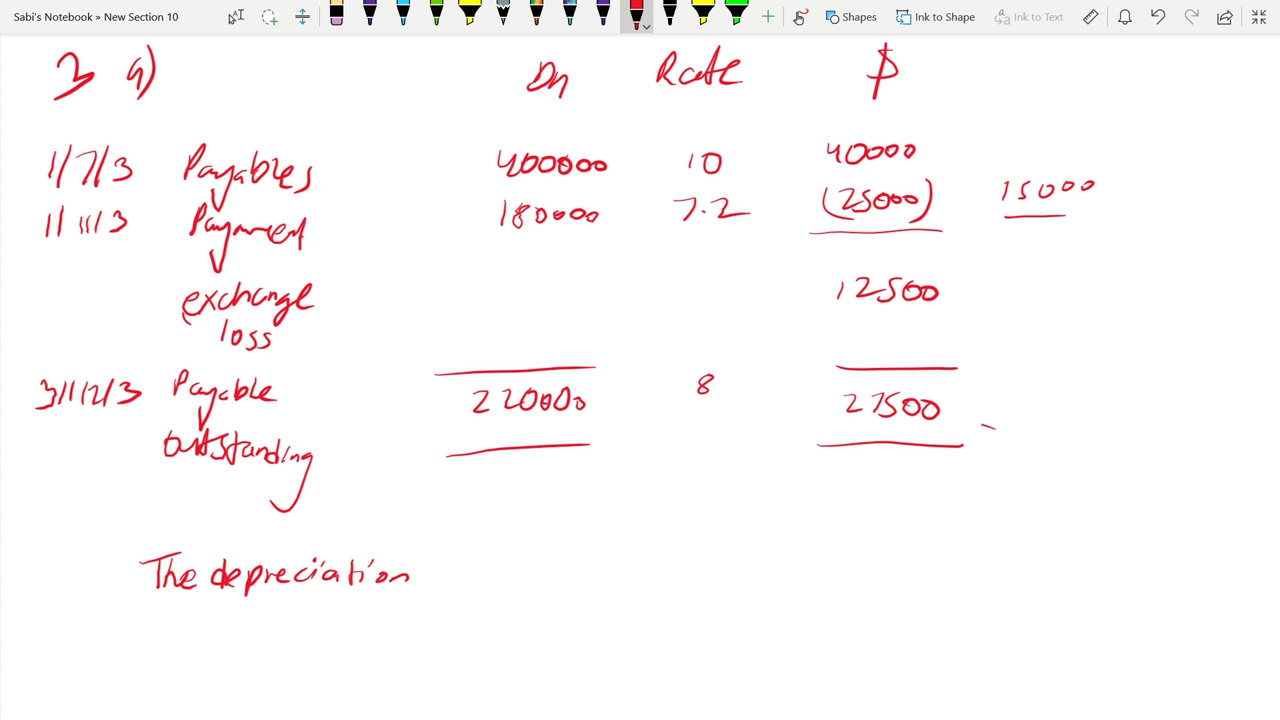 Sabi's Notebook » New Section 10
Shapes
Ink to Shape
Ink to Text
3 a)
Dn Rate $
1/7/3 Payables 400000 10 40000
1/11/3 Payment 180000 7.2 (25000) 15000
exchange 12500
loss
31/12/3 Payable 220000 8 27500
outstanding
The depreciation